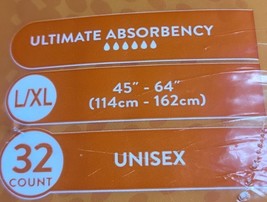 ULTIMATE ABSORBENCY
L/XL
45" - 64"
(114cm - 162cm)
32
COUNT
UNISEX